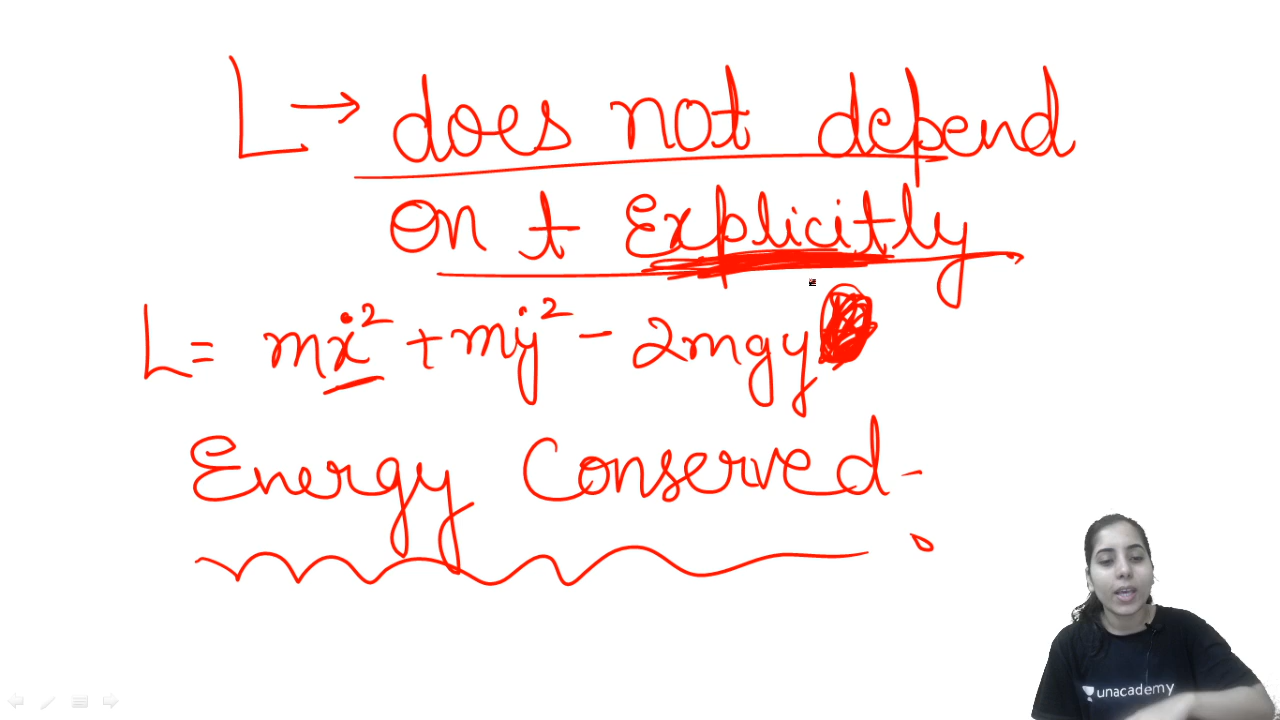 L → does not depend
on t Explicitly
L = mẋ² + mẏ² - 2mgy
Energy Conserved.
unacademy